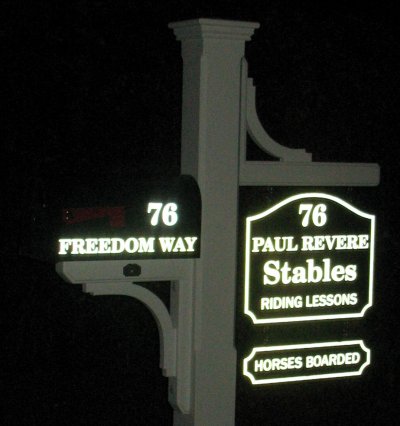 76
FREEDOM WAY
76
PAUL REVERE
Stables
RIDING LESSONS
HORSES BOARDED